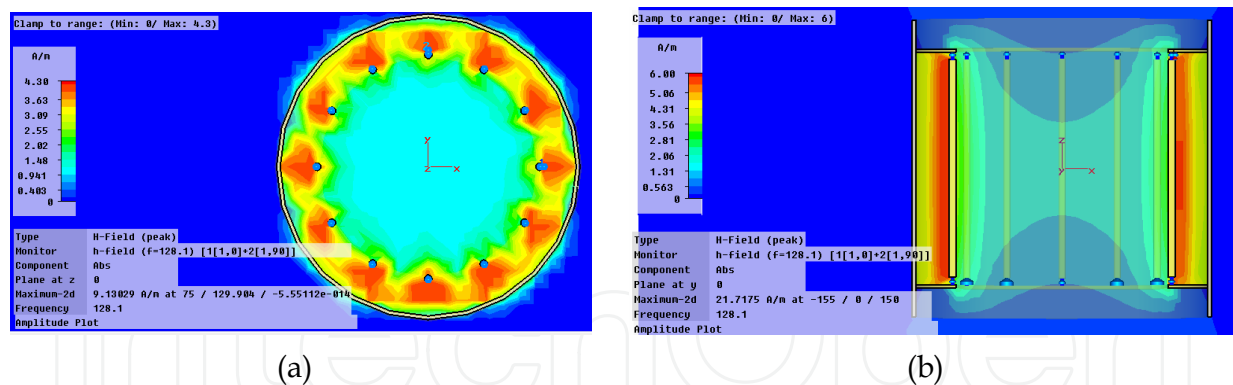 Clamp to range: (Min: 0/ Max: 4.3)
A/m
4.30
3.63
3.09
2.55
2.02
1.48
0.941
0.403
0
y
z
x
Type H-Field (peak)
Monitor h-field (f=128.1) [1[1,0]+2[1,90]]
Component Abs
Plane at z 0
Maximum-2d 9.13029 A/m at 75 / 129.904 / -5.55112e-014
Frequency 128.1
Amplitude Plot
(a)
Clamp to range: (Min: 0/ Max: 6)
A/m
6.00
5.06
4.31
3.56
2.81
2.06
1.31
0.563
0
z
y
x
Type H-Field (peak)
Monitor h-field (f=128.1) [1[1,0]+2[1,90]]
Component Abs
Plane at y 0
Maximum-2d 21.7175 A/m at -155 / 0 / 150
Frequency 128.1
Amplitude Plot
(b)
IntechOpen